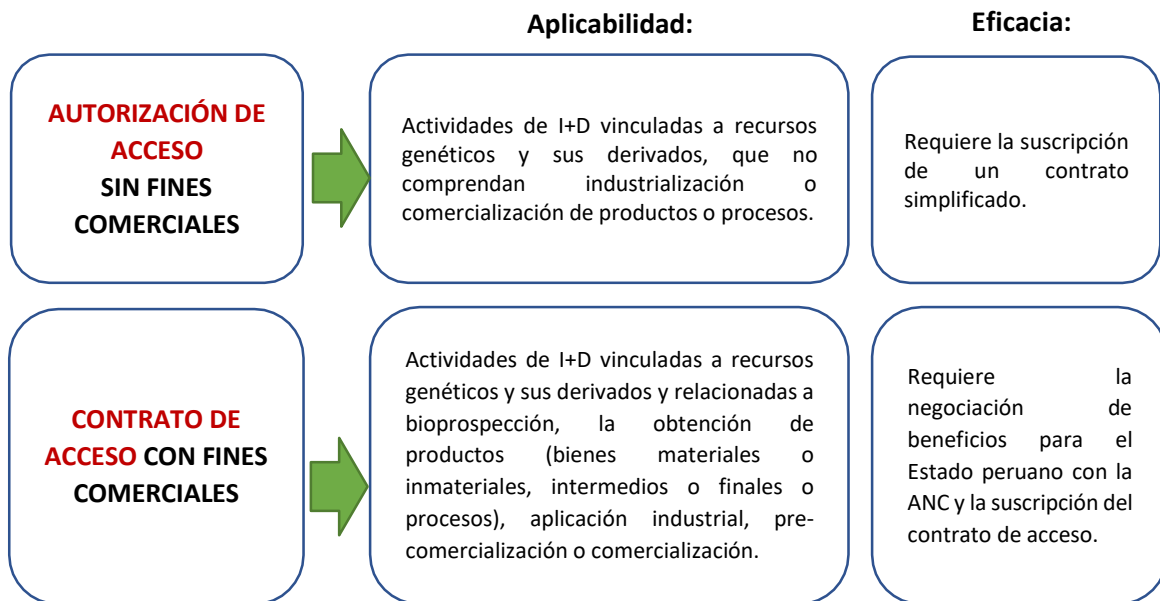 Aplicabilidad:
Eficacia:
AUTORIZACIÓN DE
ACCESO
SIN FINES
COMERCIALES
Actividades de I+D vinculadas a recursos
genéticos y sus derivados, que no
comprendan industrialización o
comercialización de productos o procesos.
Requiere la suscripción
de un contrato
simplificado.
CONTRATO DE
ACCESO CON FINES
COMERCIALES
Actividades de I+D vinculadas a recursos
genéticos y sus derivados y relacionadas a
bioprospección, la obtención de
productos (bienes materiales o
inmateriales, intermedios o finales o
procesos), aplicación industrial, pre-
comercialización o comercialización.
Requiere la
negociación de
beneficios para el
Estado peruano con la
ANC y la suscripción del
contrato de acceso.